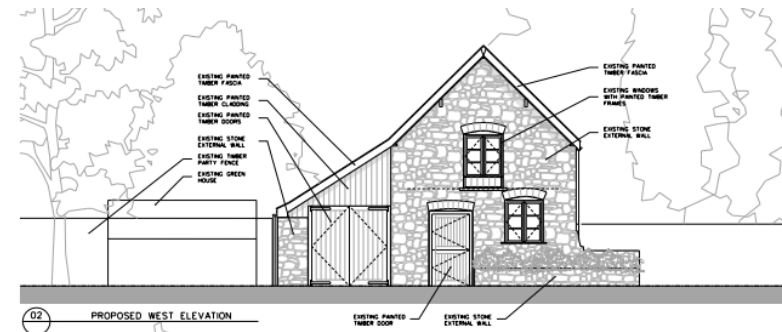 EXISTING PAINTED
TIMBER FASCIA
EXISTING PAINTED
TIMBER CLADDING
EXISTING PAINTED
TIMBER DOORS
EXISTING STONE
EXTERNAL WALL
EXISTING TIMBER
PARTY FENCE
EXISTING GREEN
HOUSE
EXISTING PAINTED
TIMBER FASCIA
EXISTING WINDOWS
WITH PAINTED TIMBER
FRAMES
EXISTING STONE
EXTERNAL WALL
02
PROPOSED WEST ELEVATION
EXISTING PAINTED
TIMBER DOOR
EXISTING STONE
EXTERNAL WALL